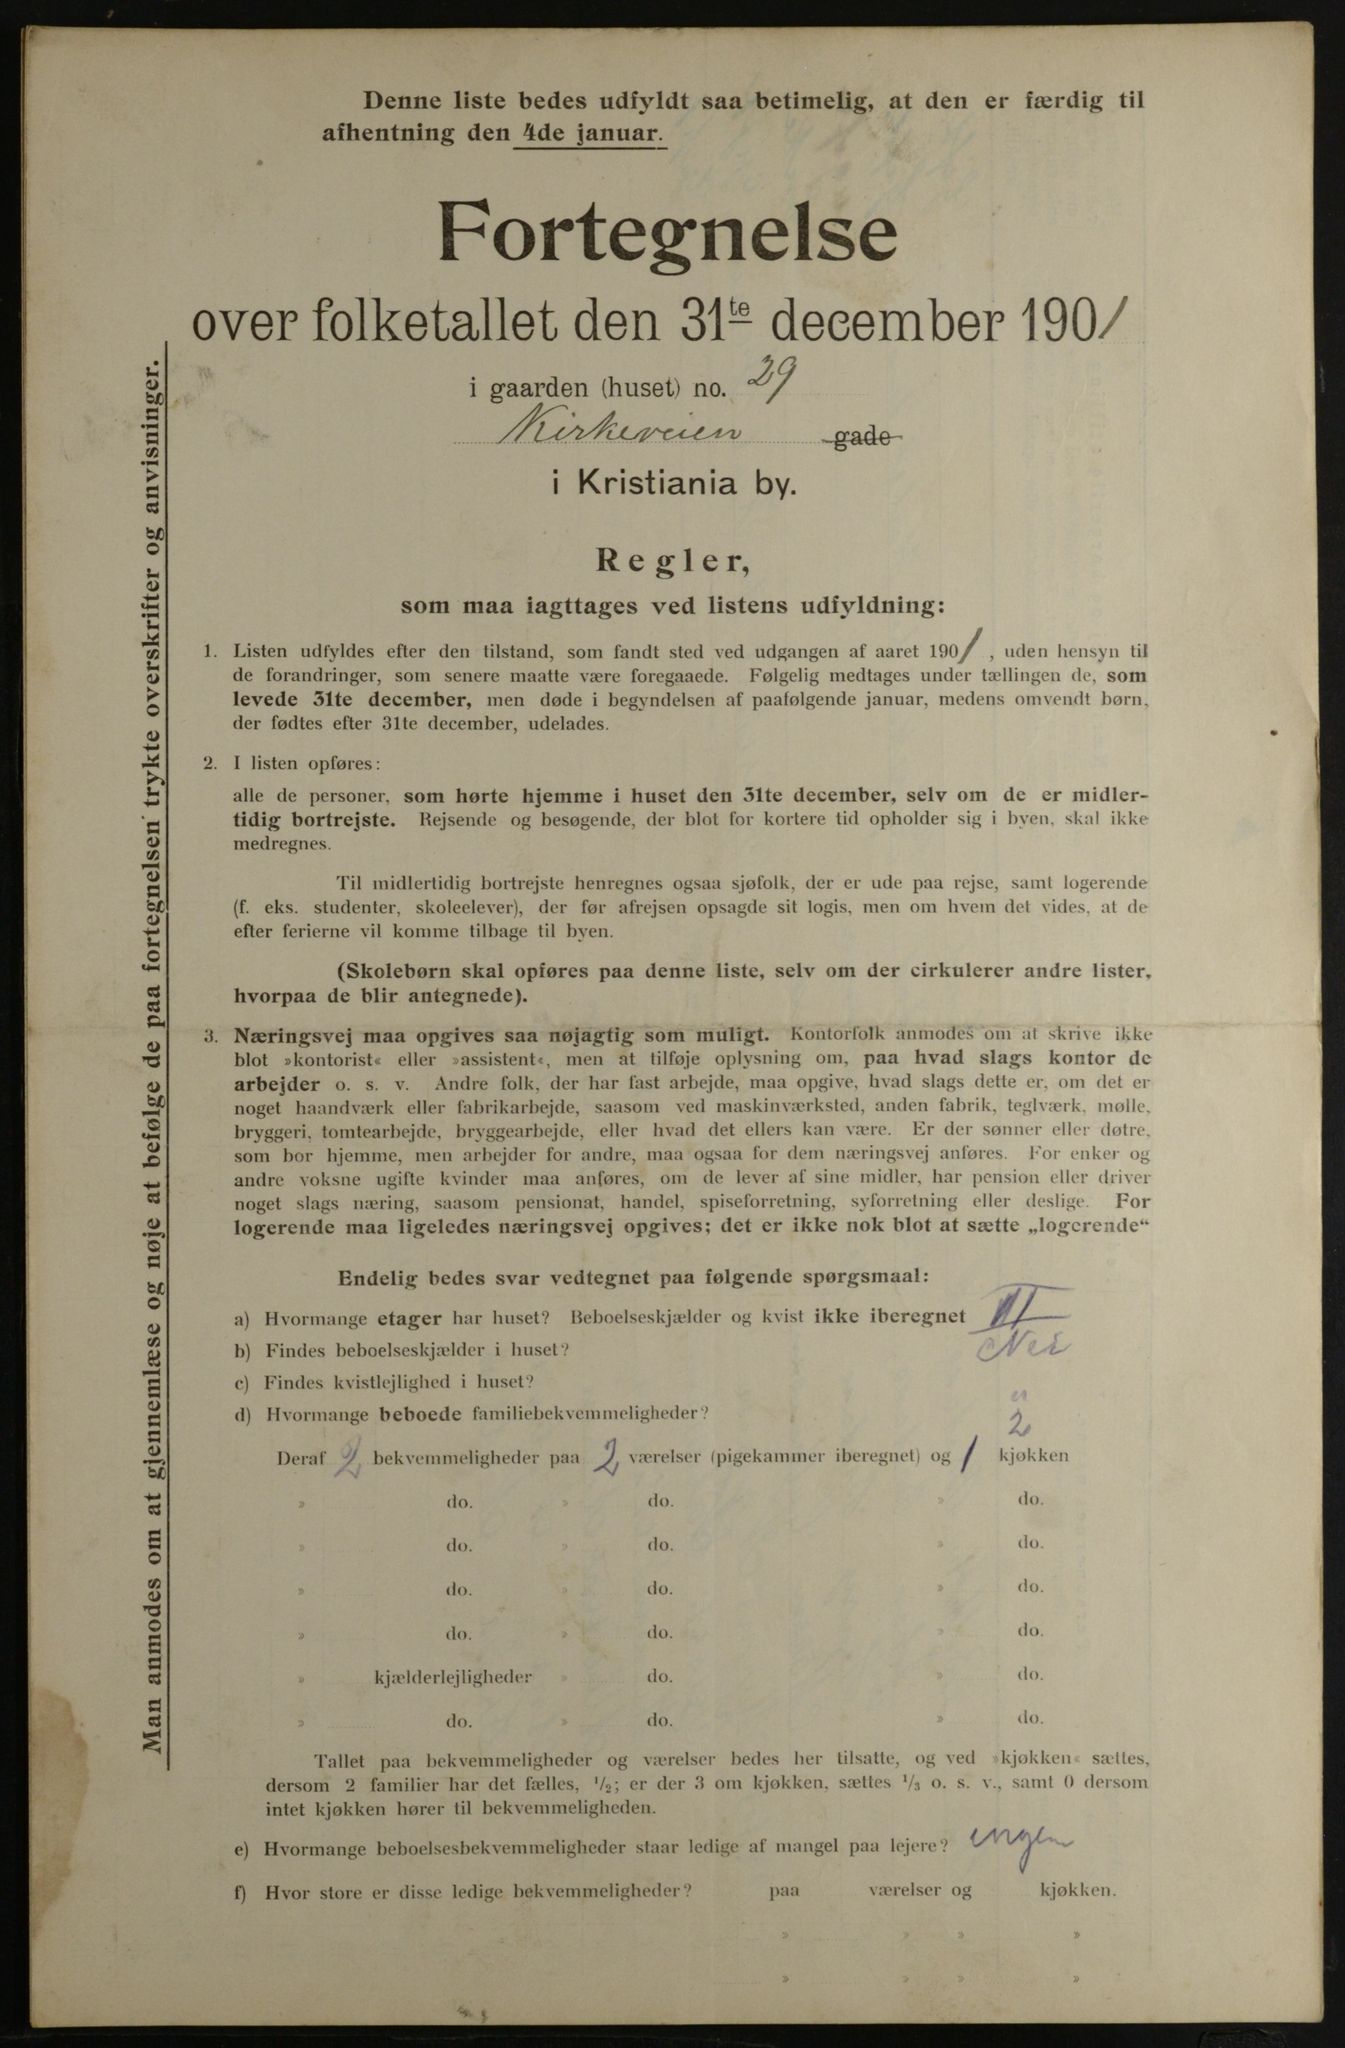 Denne liste bedes udfyldt saa betimelig, at den er færdig til
afhentning den 4de januar.
Fortegnelse
over folketallet den 31te december 1901
i gaarden (huset) no. 29
Kirkeveien gade
i Kristiania by.
Regler,
som maa iagttages ved listens udfyldning:
1. Listen udfyldes efter den tilstand, som fandt sted ved udgangen af aaret 1901, uden hensyn til
de forandringer, som senere maatte være foregaaede. Følgelig medtages under tællingen de, som
levede 31te december, men døde i begyndelsen af paafølgende januar, medens omvendt børn,
der fødtes efter 31te december, udelades.
2. I listen opføres:
alle de personer, som hørte hjemme i huset den 31te december, selv om de er midler-
tidig bortrejste. Rejsende og besøgende, der blot for kortere tid opholder sig i byen, skal ikke
medregnes.
Til midlertidig bortrejste henregnes ogsaa sjøfolk, der er ude paa rejse, samt logerende
(f. eks. studenter, skoleelever), der før afrejsen opsagde sit logis, men om hvem det vides, at de
efter ferierne vil komme tilbage til byen.
(Skolebørn skal opføres paa denne liste, selv om der cirkulerer andre lister,
hvorpaa de blir antegnede).
3. Næringsvej maa opgives saa nøjagtig som muligt. Kontorfolk anmodes om at skrive ikke
blot »kontorist« eller »assistent«, men at tilføje oplysning om, paa hvad slags kontor de
arbejder o. s. v. Andre folk, der har fast arbejde, maa opgive, hvad slags dette er, om det er
noget haandværk eller fabrikarbejde, saasom ved maskinværksted, anden fabrik, teglværk, mølle,
bryggeri, tomtearbejde, bryggearbejde, eller hvad det ellers kan være. Er der sønner eller døtre,
som bor hjemme, men arbejder for andre, maa ogsaa for dem næringsvej anføres. For enker og
andre voksne ugifte kvinder maa anføres, om de lever af sine midler, har pension eller driver
noget slags næring, saasom pensionat, handel, spiseforretning, syforretning eller deslige. For
logerende maa ligeledes næringsvej opgives; det er ikke nok blot at sætte „logerende“
Endelig bedes svar vedtegnet paa følgende spørgsmaal:
a) Hvormange etager har huset? Beboelseskjælder og kvist ikke iberegnet
b) Findes beboelseskjælder i huset? Nei
c) Findes kvistlejlighed i huset? "
d) Hvormange beboede familiebekvemmeligheder? 2
Deraf 2 bekvemmeligheder paa 2 værelser (pigekammer iberegnet) og 1 kjøkken
» do. » do. » do.
» do. » do. » do.
» do. » do. » do.
» do. » do. » do.
» kjælderlejligheder » do. » do.
» do. » do. » do.
Tallet paa bekvemmeligheder og værelser bedes her tilsatte, og ved »kjøkken« sættes,
dersom 2 familier har det fælles, 1/2; er der 3 om kjøkken, sættes 1/3 o. s. v., samt 0 dersom
intet kjøkken hører til bekvemmeligheden.
e) Hvormange beboelsesbekvemmeligheder staar ledige af mangel paa lejere? ingen
f) Hvor store er disse ledige bekvemmeligheder? paa værelser og kjøkken.
» » » »
» » » »
Man anmodes om at gjennemlæse og nøje at befølge de paa fortegnelsen trykte overskrifter og anvisninger.